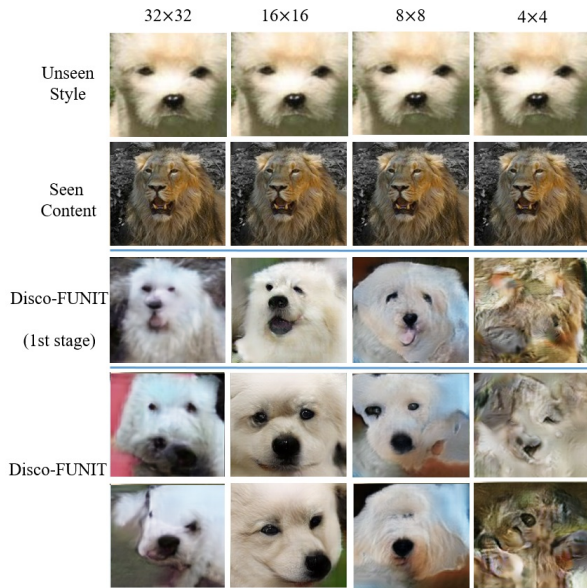 32×32 16×16 8×8 4×4
Unseen
Style
Seen
Content
Disco-FUNIT
(1st stage)
Disco-FUNIT